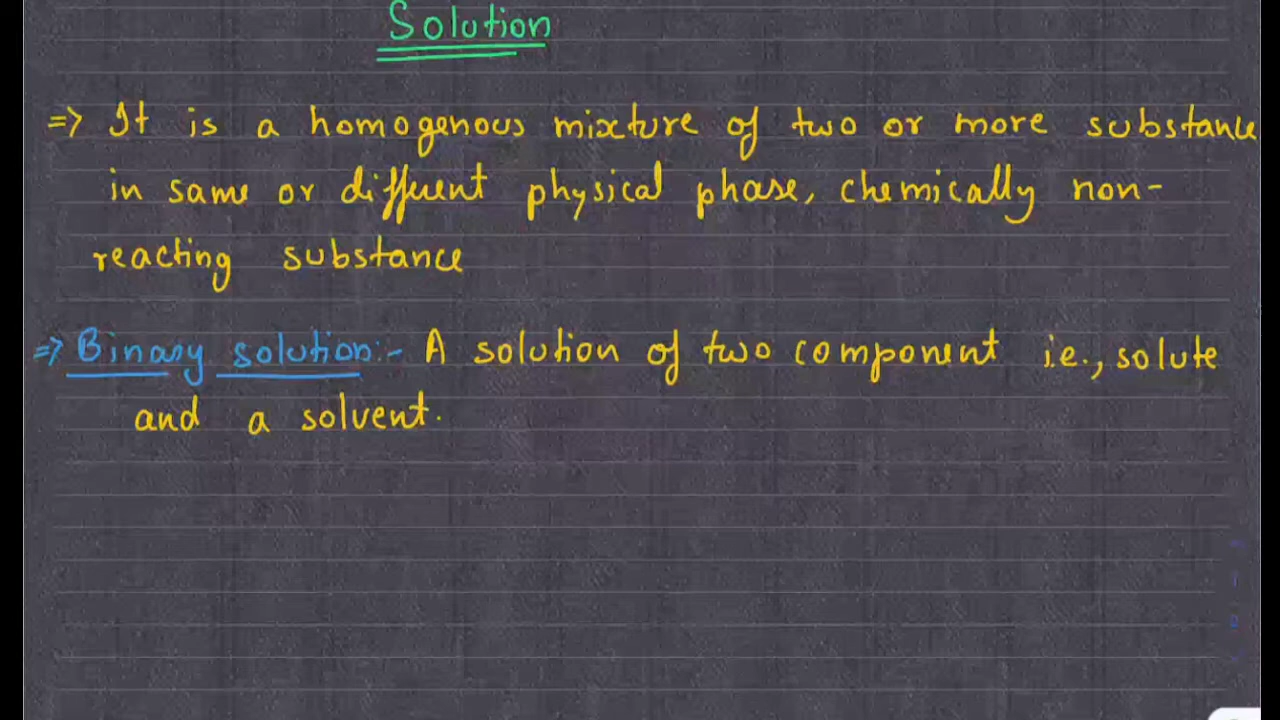 Solution
=> It is a homogenous mixture of two or more substance
in same or different physical phase, chemically non-
reacting substance
=> Binary solution:- A solution of two component i.e., solute
and a solvent.